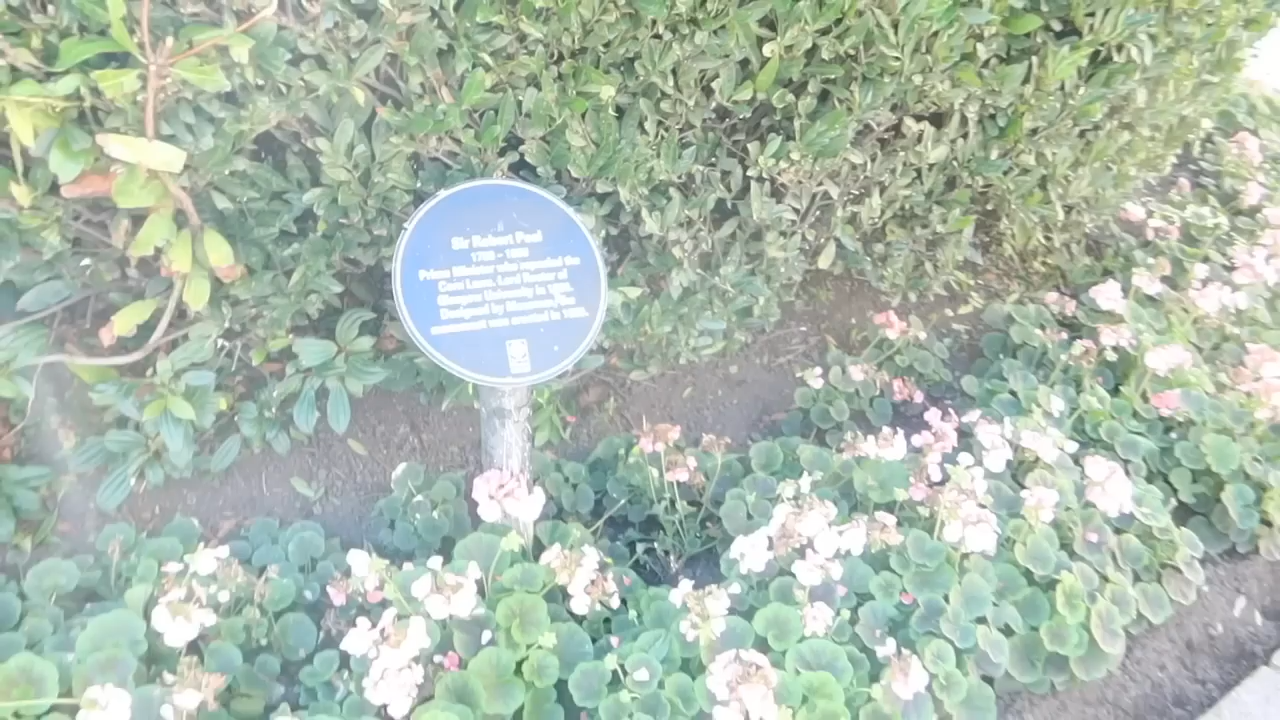 Sir Robert Peel
1788 - 1850
Prime Minister who repealed the
Corn Laws. Lord Rector of
Glasgow University in
Designed by the
monument was erected in